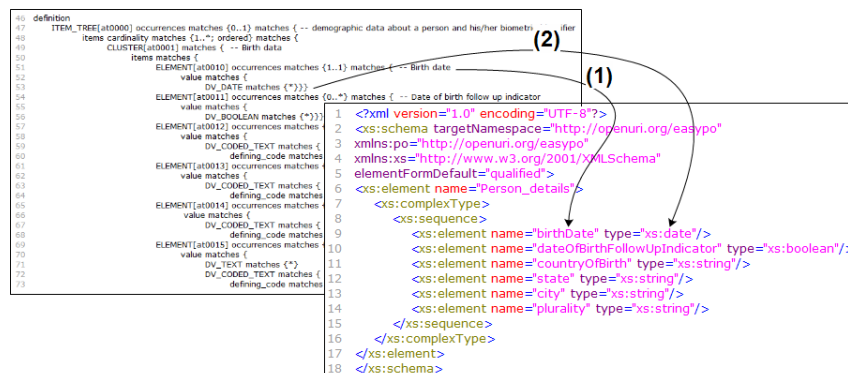 46 definition
47 ITEM_TREE[at0000] occurrences matches {0..1} matches { -- demographic data about a person and his/her biometri ifier
48 items cardinality matches {1..*; ordered} matches {
49 CLUSTER[at0001] matches { -- Birth data
50 items matches {
51 ELEMENT[at0010] occurrences matches {1..1} matches { -- Birth date
52 value matches {
53 DV_DATE matches {*}}}
54 ELEMENT[at0011] occurrences matches {0..*} matches { -- Date of birth follow up indicator
55 value matches {
56 DV_BOOLEAN matches {*}}}
57 ELEMENT[at0012] occurrences matches
58 value matches {
59 DV_CODED_TEXT matches {
60 defining_code matches
61 ELEMENT[at0013] occurrences matches
62 value matches {
63 DV_CODED_TEXT matches {
64 defining_code matches
65 ELEMENT[at0014] occurrences matches
66 value matches {
67 DV_CODED_TEXT matches {
68 defining_code matches
69 ELEMENT[at0015] occurrences matches
70 value matches {
71 DV_TEXT matches {*}
72 DV_CODED_TEXT matches {
73 defining_code matches
(2)
(1)
1 <?xml version="1.0" encoding="UTF-8"?>
2 <xs:schema targetNamespace="http://openuri.org/easypo"
3 xmlns:po="http://openuri.org/easypo"
4 xmlns:xs="http://www.w3.org/2001/XMLSchema"
5 elementFormDefault="qualified">
6 <xs:element name="Person_details">
7 <xs:complexType>
8 <xs:sequence>
9 <xs:element name="birthDate" type="xs:date"/>
10 <xs:element name="dateOfBirthFollowUpIndicator" type="xs:boolean"/>
11 <xs:element name="countryOfBirth" type="xs:string"/>
12 <xs:element name="state" type="xs:string"/>
13 <xs:element name="city" type="xs:string"/>
14 <xs:element name="plurality" type="xs:string"/>
15 </xs:sequence>
16 </xs:complexType>
17 </xs:element>
18 </xs:schema>